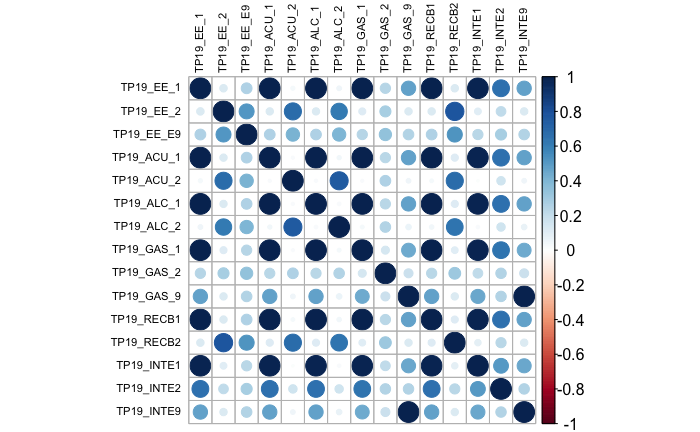 TP19_EE_1
TP19_EE_2
TP19_EE_E9
TP19_ACU_1
TP19_ACU_2
TP19_ALC_1
TP19_ALC_2
TP19_GAS_1
TP19_GAS_2
TP19_GAS_9
TP19_RECB1
TP19_RECB2
TP19_INTE1
TP19_INTE2
TP19_INTE9
TP19_EE_1
TP19_EE_2
TP19_EE_E9
TP19_ACU_1
TP19_ACU_2
TP19_ALC_1
TP19_ALC_2
TP19_GAS_1
TP19_GAS_2
TP19_GAS_9
TP19_RECB1
TP19_RECB2
TP19_INTE1
TP19_INTE2
TP19_INTE9
1
0.8
0.6
0.4
0.2
0
-0.2
-0.4
-0.6
-0.8
-1